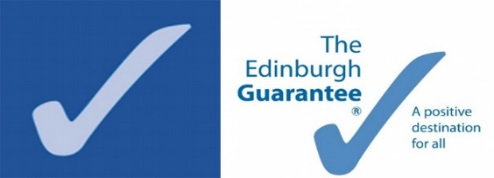 The
Edinburgh
Guarantee
®
A positive
destination
for all